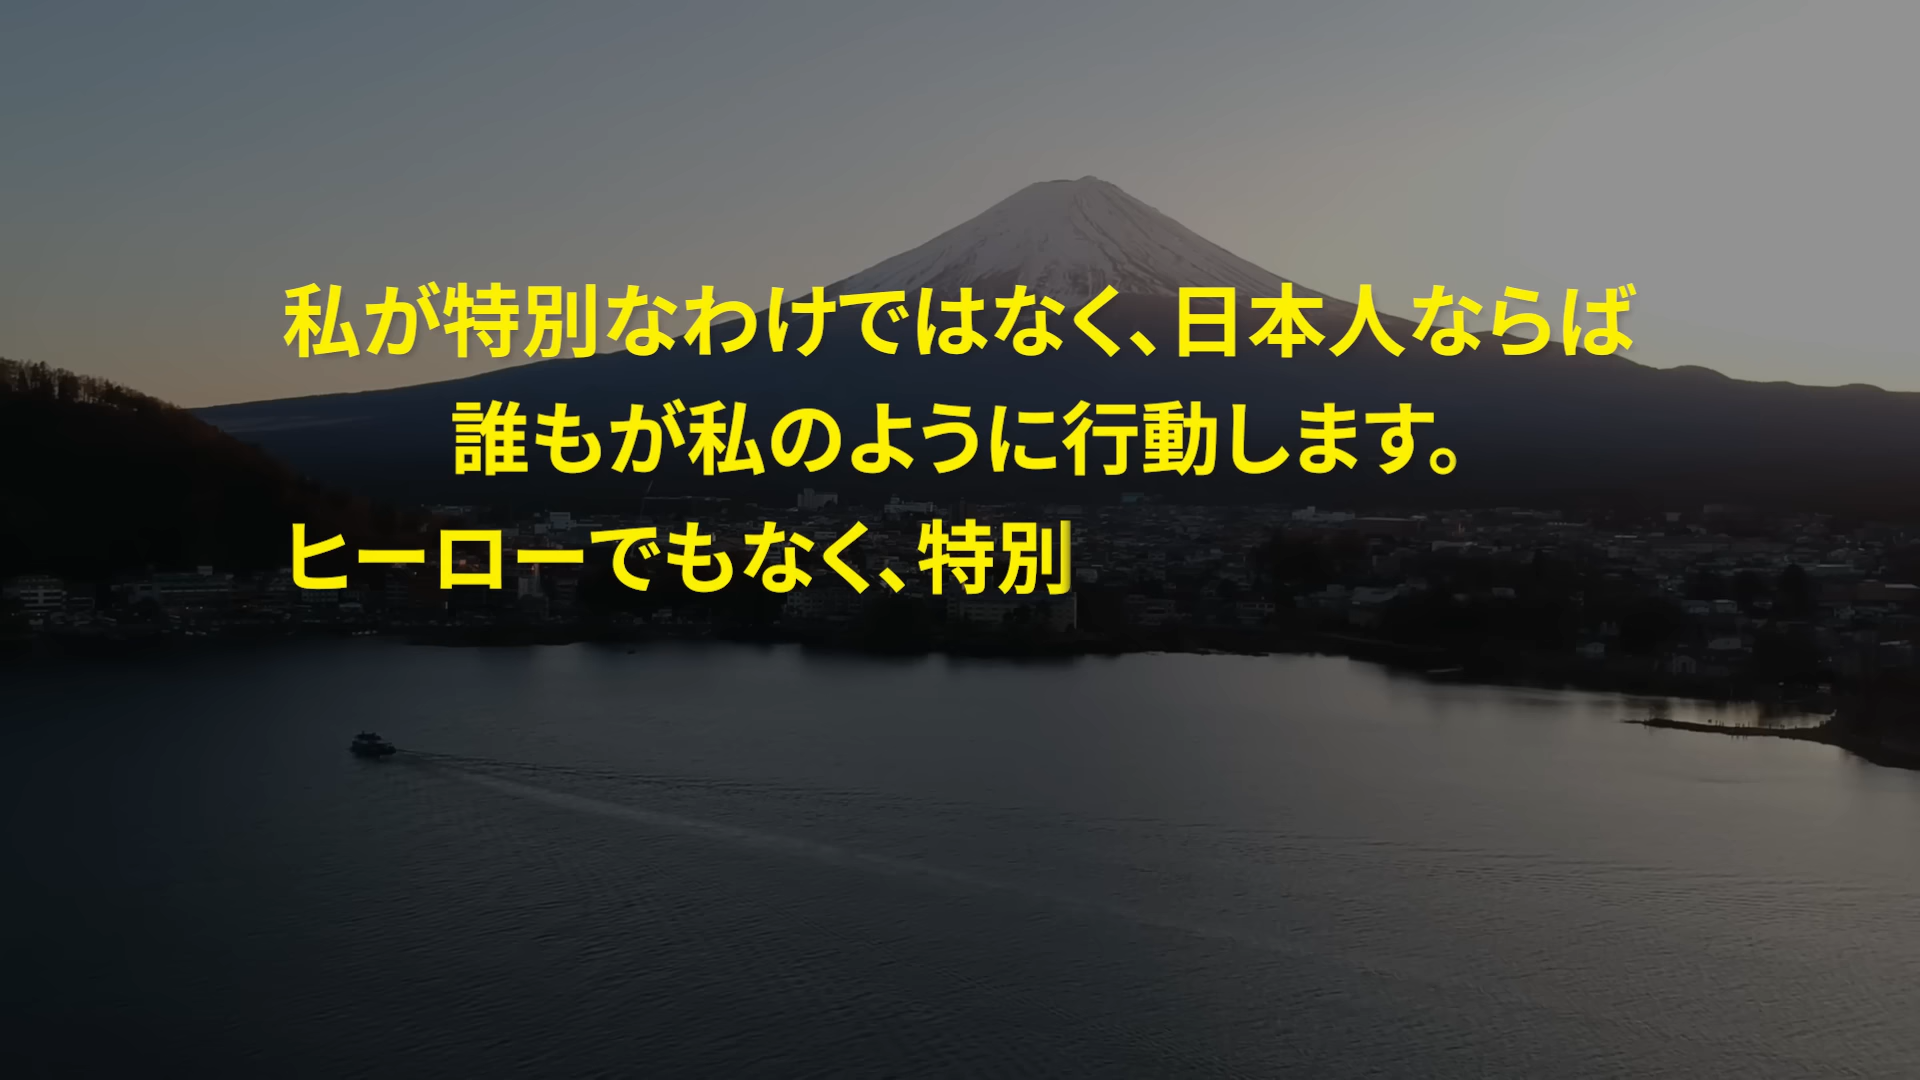 私が特別なわけではなく、日本人ならば
誰もが私のように行動します。
ヒーローでもなく、特別